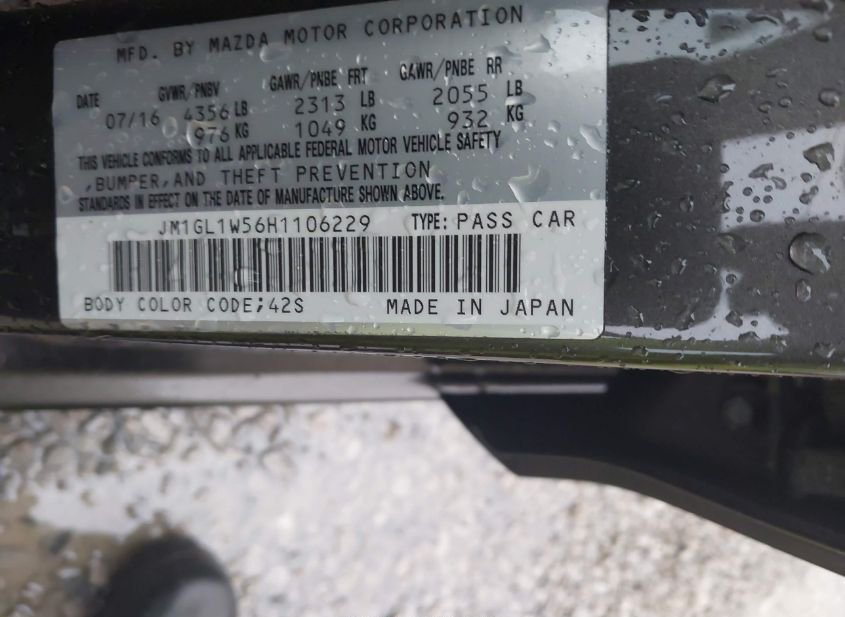 MFD. BY MAZDA MOTOR CORPORATION
DATE GVWR/PNBV GAWR/PNBE FRT GAWR/PNBE RR
07/16 4356 LB 2313 LB 2055 LB
976 KG 1049 KG 932 KG
THIS VEHICLE CONFORMS TO ALL APPLICABLE FEDERAL MOTOR VEHICLE SAFETY
,BUMPER,AND THEFT PREVENTION
STANDARDS IN EFFECT ON THE DATE OF MANUFACTURE SHOWN ABOVE.
JM1GL1W56H1106229 TYPE: PASS CAR
BODY COLOR CODE;42S MADE IN JAPAN